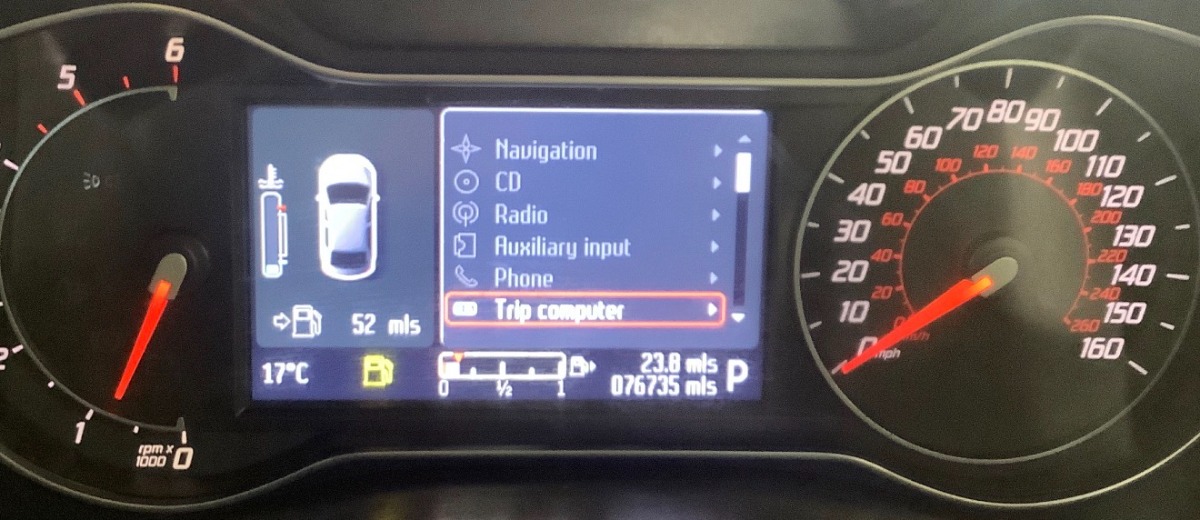 6
5
2
1
rpm x
1000 0
Navigation
CD
Radio
Auxiliary input
Phone
Trip computer
52 mls
17°C
0 ½ 1
23.8 mls
076735 mls
P
0 mph
10
20
30
40
50
60
70
80
90
100
110
120
130
140
150
160
0 km/h
20
40
60
80
100
120
140
160
180
200
220
240
260